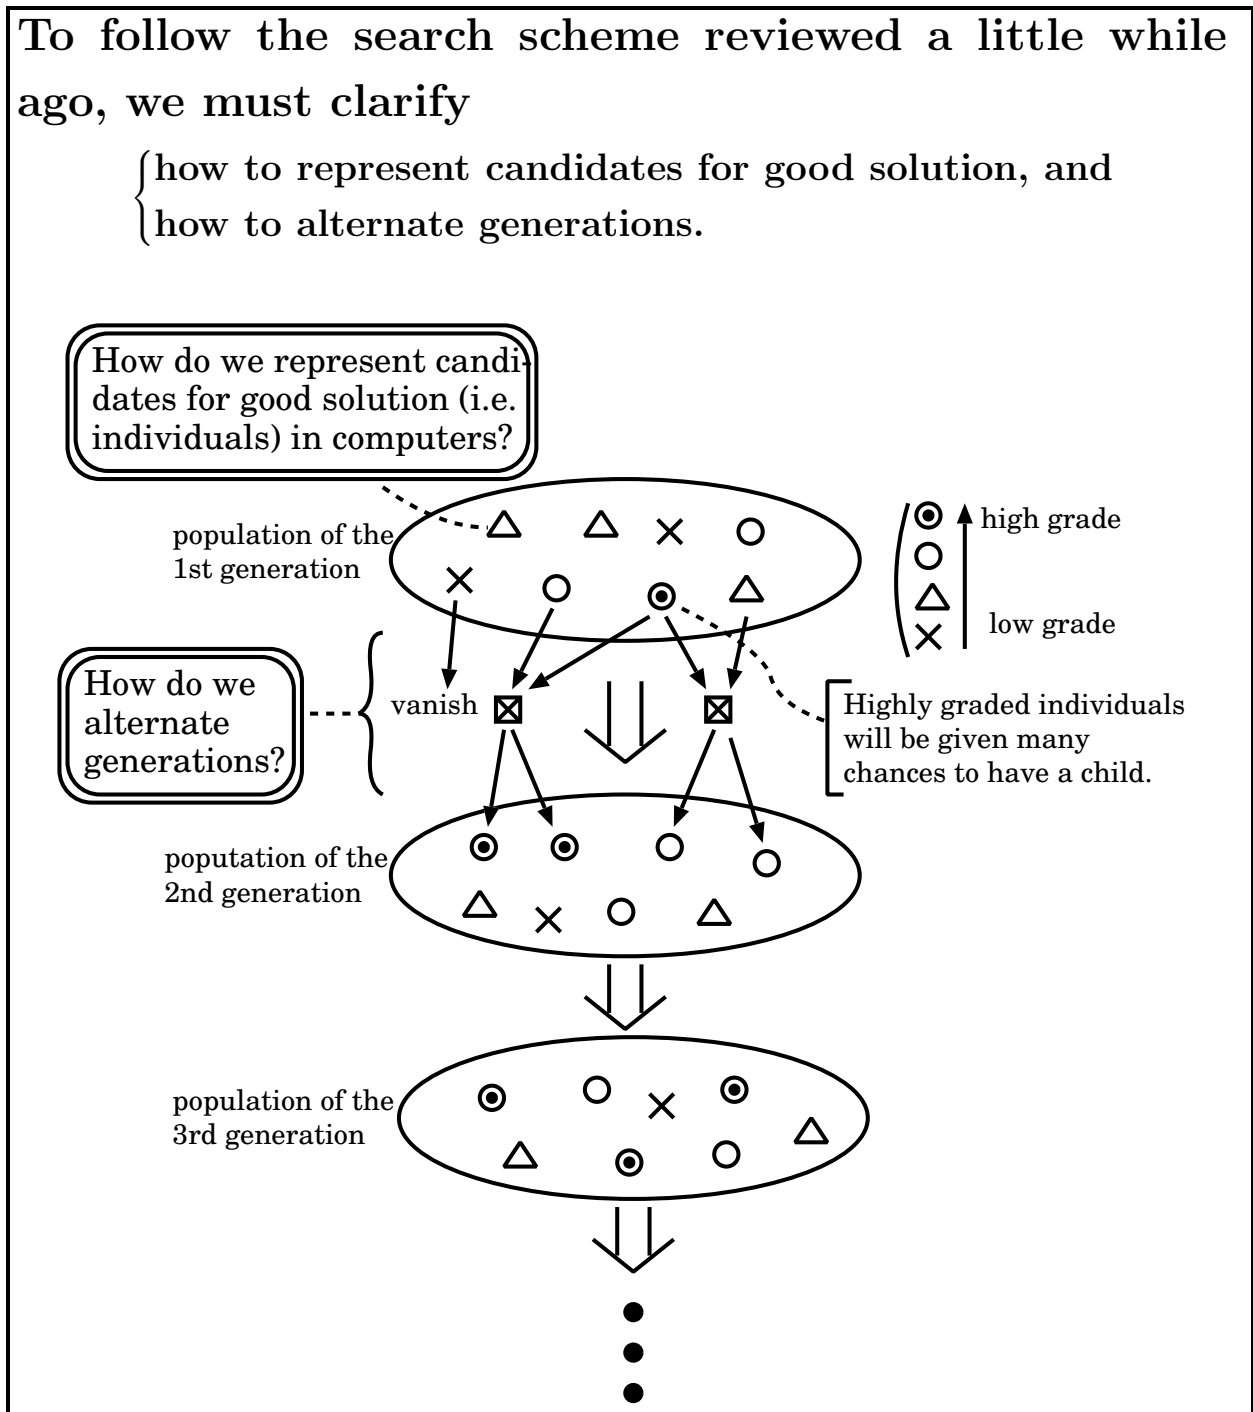 To follow the search scheme reviewed a little while
ago, we must clarify
how to represent candidates for good solution, and
how to alternate generations.
How do we represent candi-
dates for good solution (i.e.
individuals) in computers?
population of the
1st generation
high grade
low grade
How do we
alternate
generations?
vanish
Highly graded individuals
will be given many
chances to have a child.
poputation of the
2nd generation
population of the
3rd generation